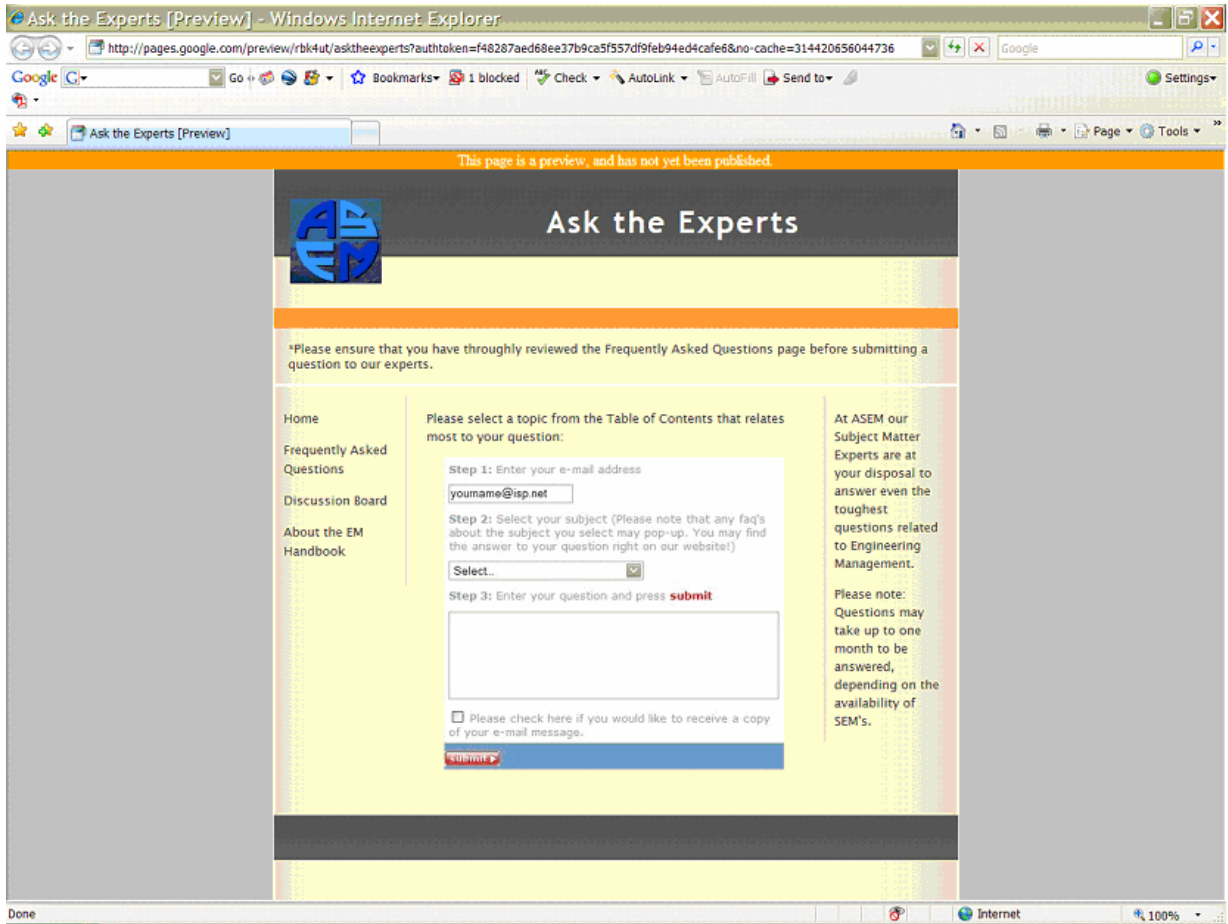 Ask the Experts [Preview] - Windows Internet Explorer
http://pages.google.com/preview/rbk4ut/asktheexperts?authtoken=f48287aed68ee37b9ca5f557df9feb94ed4cafe6&no-cache=314420656044736
Google
Google G Go Bookmarks 1 blocked Check AutoLink AutoFill Send to Settings
Ask the Experts [Preview] Page Tools »
This page is a preview, and has not yet been published.
ASEM
Ask the Experts
*Please ensure that you have throughly reviewed the Frequently Asked Questions page before submitting a
question to our experts.
Home
Frequently Asked
Questions
Discussion Board
About the EM
Handbook
Please select a topic from the Table of Contents that relates
most to your question:
Step 1: Enter your e-mail address
yourname@isp.net
Step 2: Select your subject (Please note that any faq's
about the subject you select may pop-up. You may find
the answer to your question right on our website!)
Select..
Step 3: Enter your question and press submit
Please check here if you would like to receive a copy
of your e-mail message.
submit
At ASEM our
Subject Matter
Experts are at
your disposal to
answer even the
toughest
questions related
to Engineering
Management.
Please note:
Questions may
take up to one
month to be
answered,
depending on the
availability of
SEM's.
Done Internet 100%